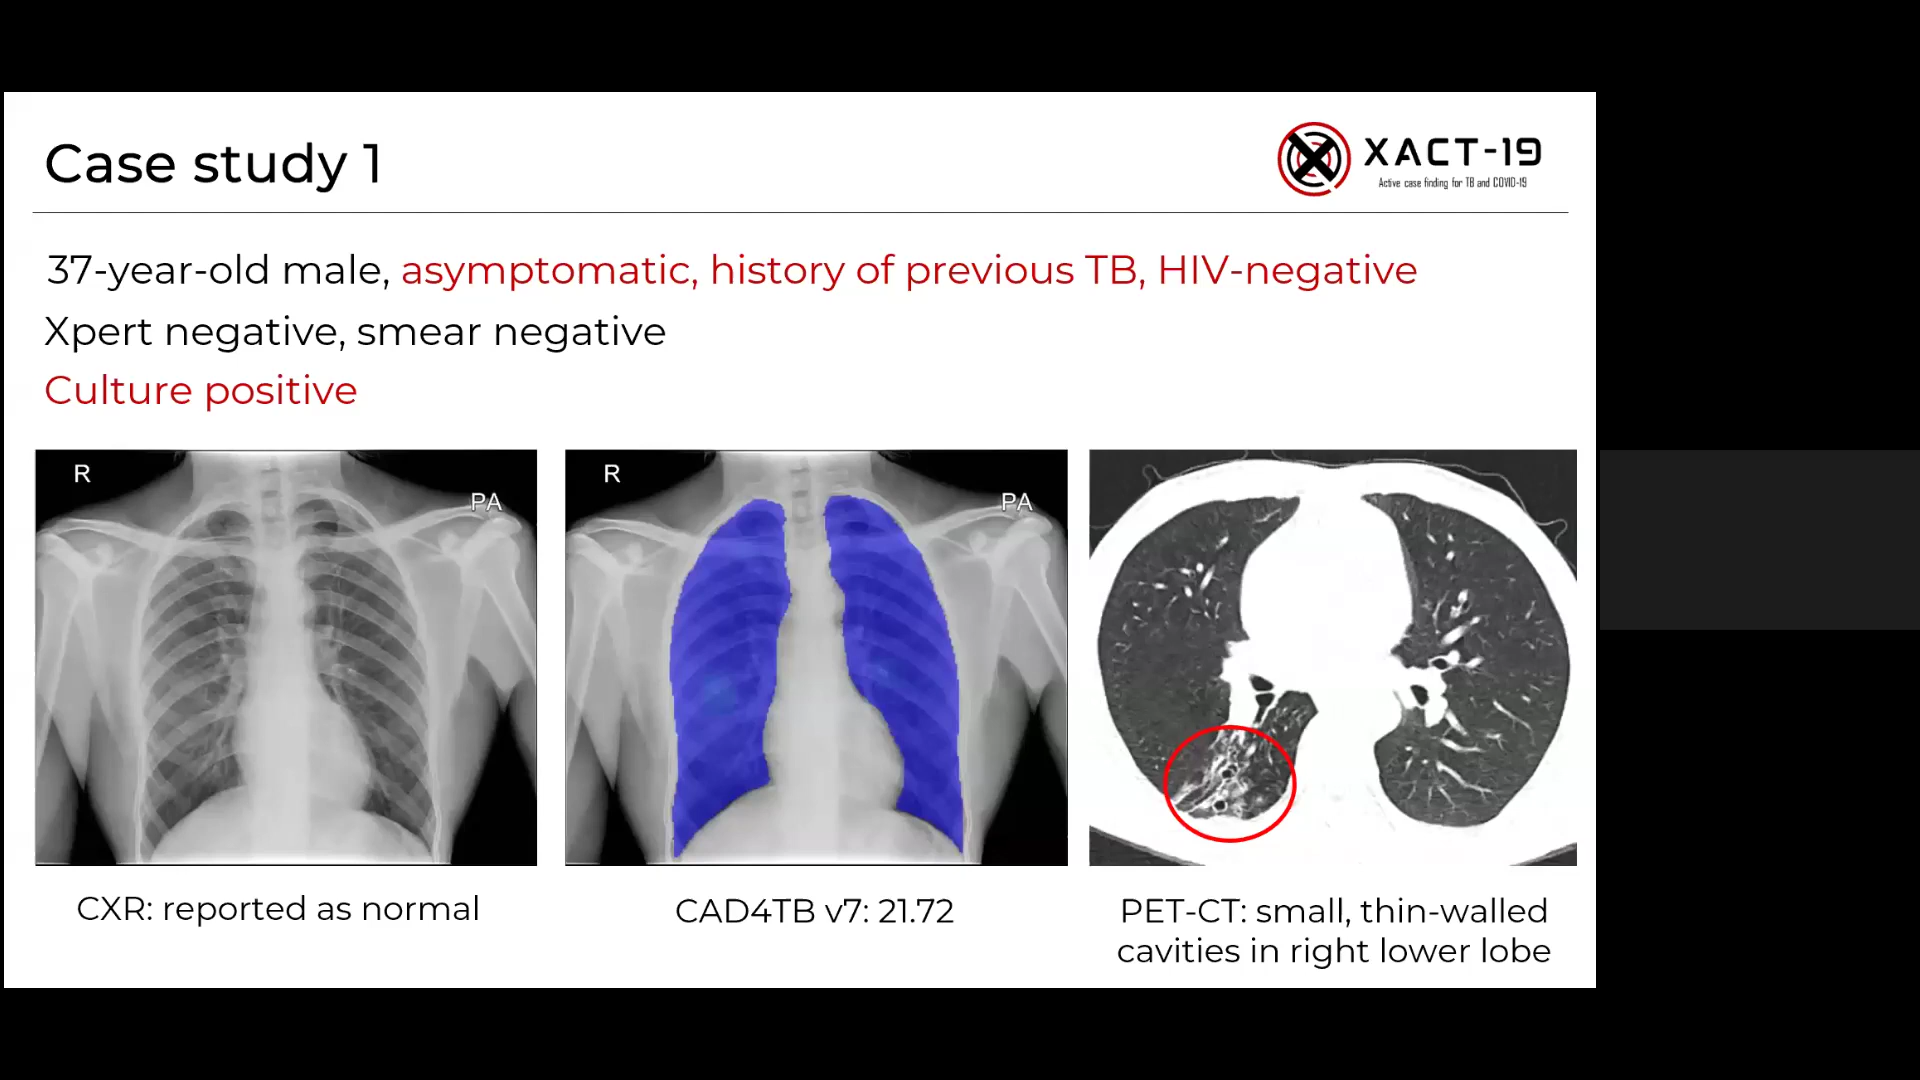 Case study 1
XACT-19
Active case finding for TB and COVID-19
37-year-old male, asymptomatic, history of previous TB, HIV-negative
Xpert negative, smear negative
Culture positive
R
PA
R
PA
CXR: reported as normal
CAD4TB v7: 21.72
PET-CT: small, thin-walled
cavities in right lower lobe